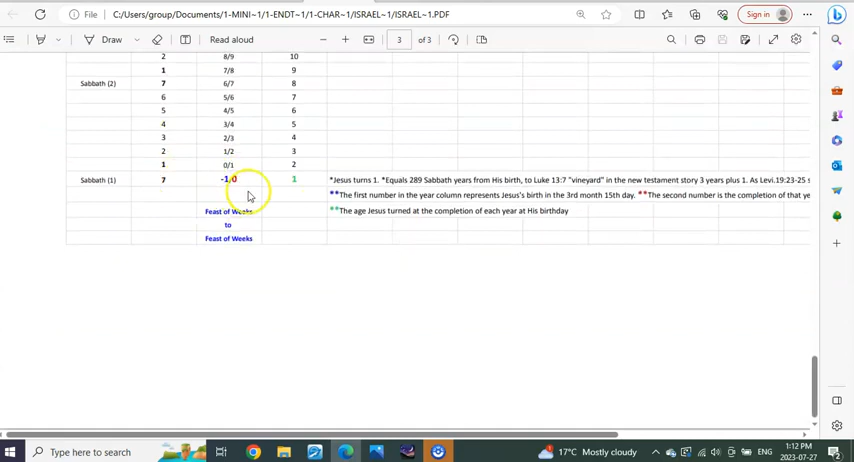 File
C:/Users/group/Documents/1-MINI~1/1-ENDT~1/1-CHAR~1/ISRAEL~1/ISRAEL~1.PDF
Sign in
Draw
Read aloud
3
of 3
2 8/9 10
1 7/8 9
Sabbath (2) 7 6/7 8
6 5/6 7
5 4/5 6
4 3/4 5
3 2/3 4
2 1/2 3
1 0/1 2
Sabbath (1) 7 -1/0 1 *Jesus turns 1. *Equals 289 Sabbath years from His birth, to Luke 13:7 "vineyard" in the new testament story 3 years plus 1. As Levi.19:23-25 s
**The first number in the year column represents Jesus's birth in the 3rd month 15th day. **The second number is the completion of that ye
Feast of Weeks **The age Jesus turned at the completion of each year at His birthday
to
Feast of Weeks
Type here to search
17°C Mostly cloudy
ENG
1:12 PM
2023-07-27
2